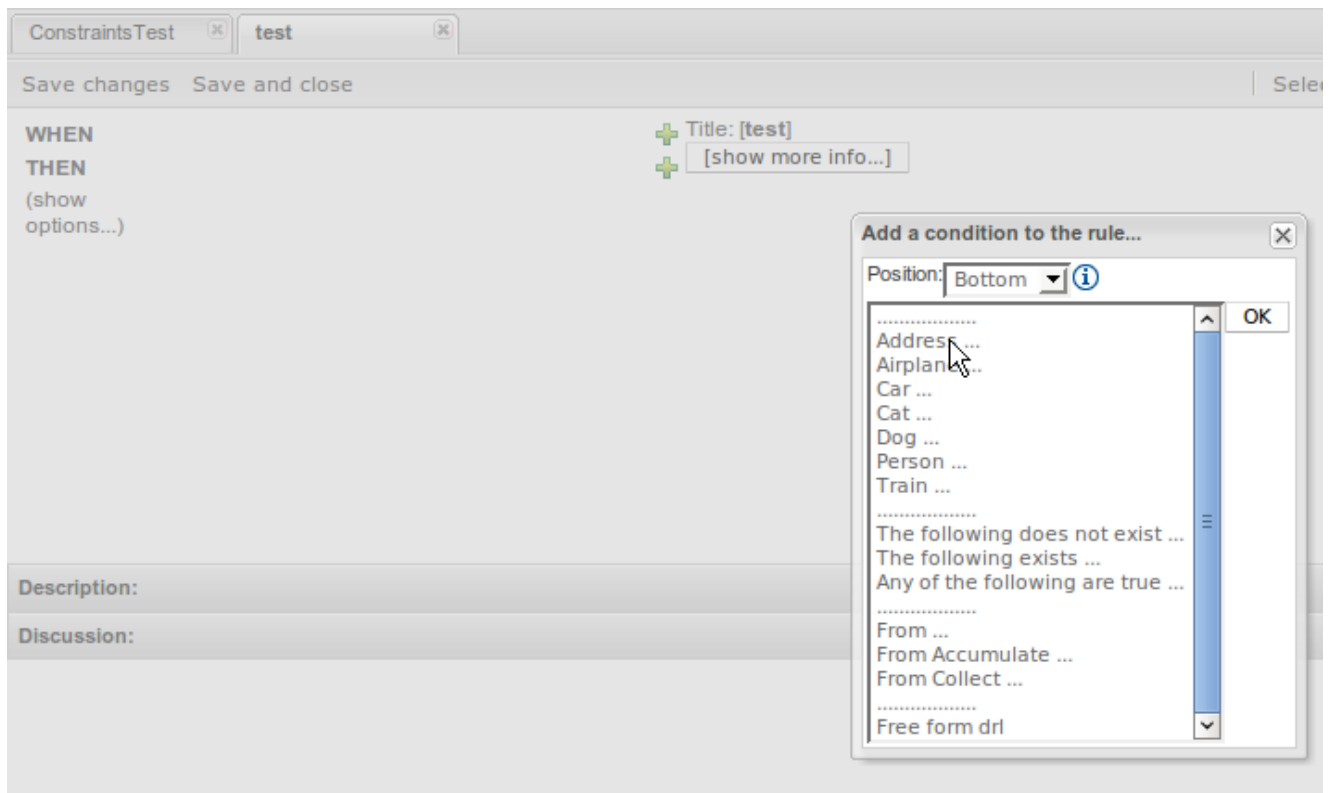 ConstraintsTest test
Save changes Save and close Selec
WHEN
THEN
(show
options...)
Title: [test]
[show more info...]
Add a condition to the rule...
Position: Bottom
OK
..................
Address ...
Airplane ...
Car ...
Cat ...
Dog ...
Person ...
Train ...
..................
The following does not exist ...
The following exists ...
Any of the following are true ...
..................
From ...
From Accumulate ...
From Collect ...
..................
Free form drl
Description:
Discussion: